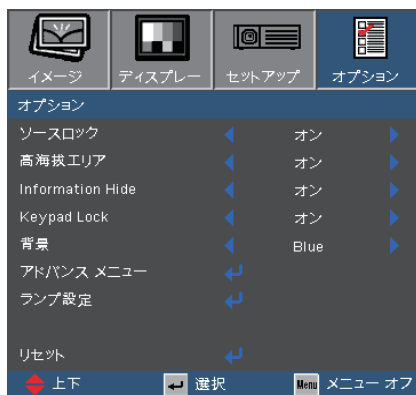 イメージ ディスプレー セットアップ オプション
オプション
ソースロック オン
高海抜エリア オン
Information Hide オン
Keypad Lock オン
背景 Blue
アドバンス メニュー
ランプ設定
リセット
上下 選択 Menu メニュー オフ